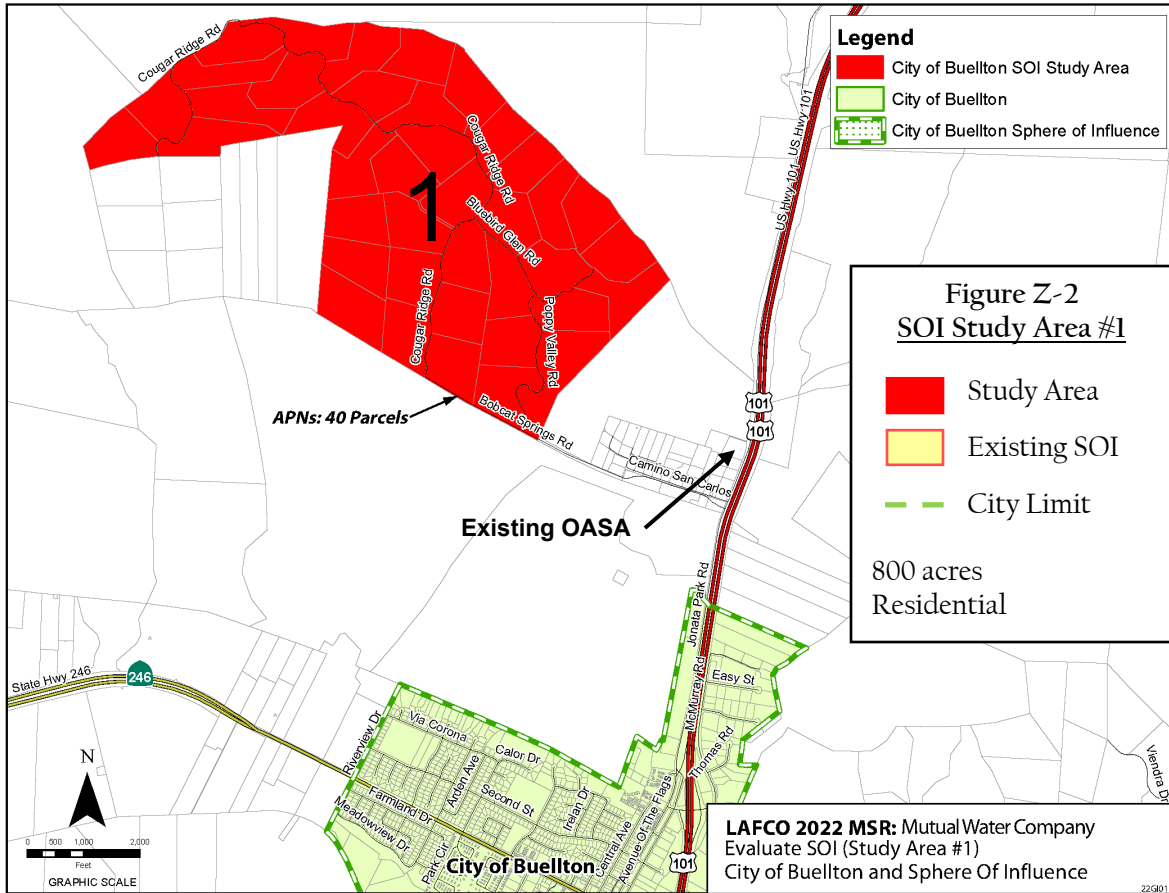 Cougar Ridge Rd
US Hwy 101
US Hwy 101
Legend
City of Buellton SOI Study Area
City of Buellton
City of Buellton Sphere of Influence
Cougar Ridge Rd
1
Bluebird Glen Rd
Cougar Ridge Rd
Poppy Valley Rd
Figure Z-2
SOI Study Area #1
Study Area
Existing SOI
City Limit
800 acres
Residential
APNs: 40 Parcels
Bobcat Springs Rd
101
101
Camino San Carlos
Existing OASA
Jonata Park Rd
State Hwy 246
246
McMurray Rd
Easy St
Thomas Rd
Riverview Dr
Via Corona
Calor Dr
Arden Ave
Second St
Irelan Dr
Farmland Dr
Meadowview Dr
Park Cir
Central Ave
Avenue Of The Flags
City of Buellton
101
Viendra Dr
N
0 500 1,000 2,000
Feet
GRAPHIC SCALE
LAFCO 2022 MSR: Mutual Water Company
Evaluate SOI (Study Area #1)
City of Buellton and Sphere Of Influence
22GI01